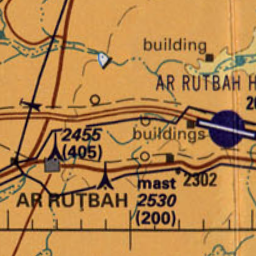 building
AR RUTBAH H
2455
(405)
buildings
mast
2530
(200)
2302
AR RUTBAH